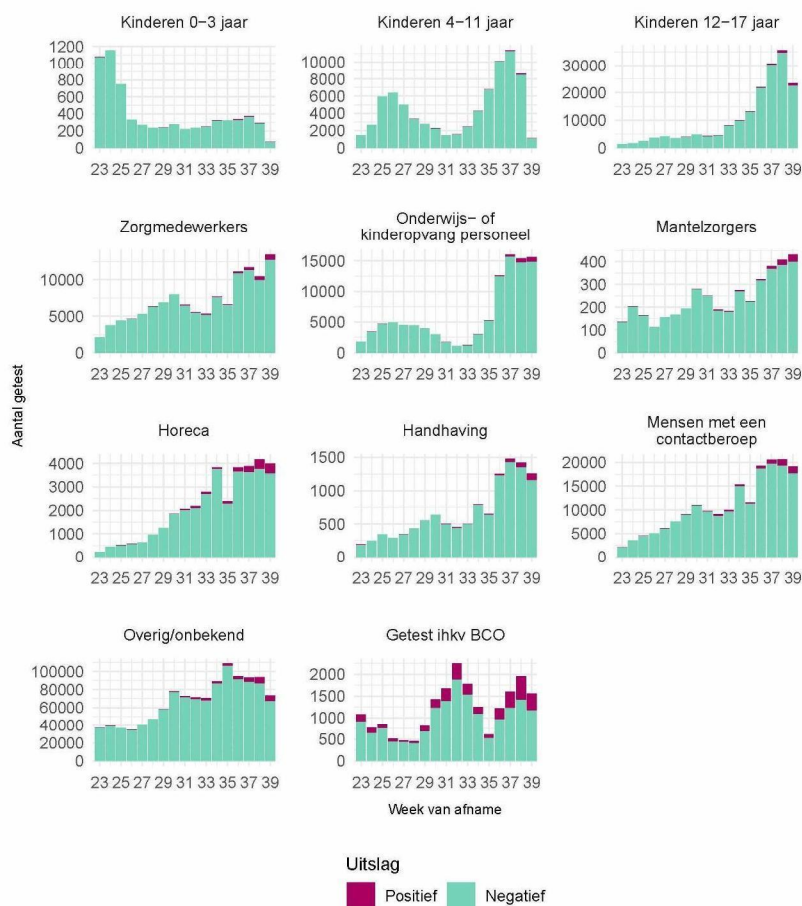 Kinderen 0–3 jaar
Kinderen 4–11 jaar
Kinderen 12–17 jaar
1200
1000
800
600
400
200
0
23 25 27 29 31 33 35 37 39
10000
8000
6000
4000
2000
0
23 25 27 29 31 33 35 37 39
30000
20000
10000
0
23 25 27 29 31 33 35 37 39
Zorgmedewerkers
Onderwijs– of
kinderopvang personeel
Mantelzorgers
10000
5000
0
23 25 27 29 31 33 35 37 39
15000
10000
5000
0
23 25 27 29 31 33 35 37 39
400
300
200
100
0
23 25 27 29 31 33 35 37 39
Aantal getest
Horeca
Handhaving
Mensen met een
contactberoep
4000
3000
2000
1000
0
23 25 27 29 31 33 35 37 39
1500
1000
500
0
23 25 27 29 31 33 35 37 39
20000
15000
10000
5000
0
23 25 27 29 31 33 35 37 39
Overig/onbekend
Getest ihkv BCO
100000
80000
60000
40000
20000
0
23 25 27 29 31 33 35 37 39
2000
1500
1000
500
0
23 25 27 29 31 33 35 37 39
Week van afname
Uitslag
Positief
Negatief